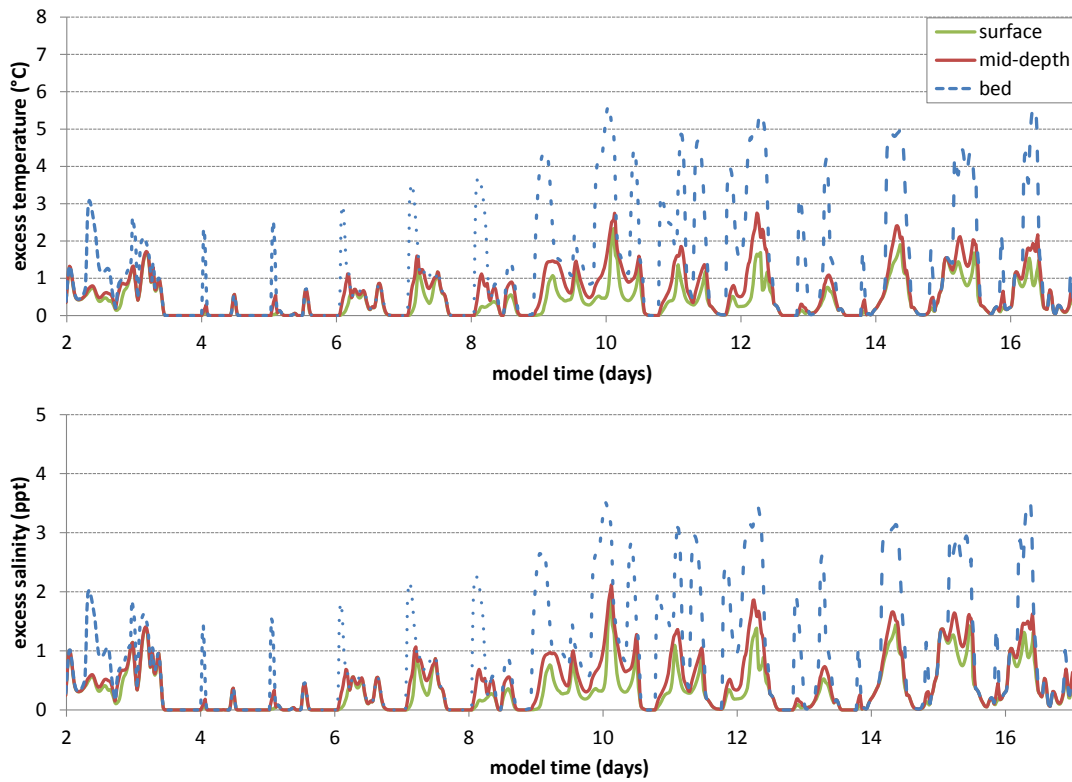 8
7
6
5
4
3
2
1
0
excess temperature (°C)
surface
mid-depth
bed
2 4 6 8 10 12 14 16
model time (days)
5
4
3
2
1
0
excess salinity (ppt)
2 4 6 8 10 12 14 16
model time (days)